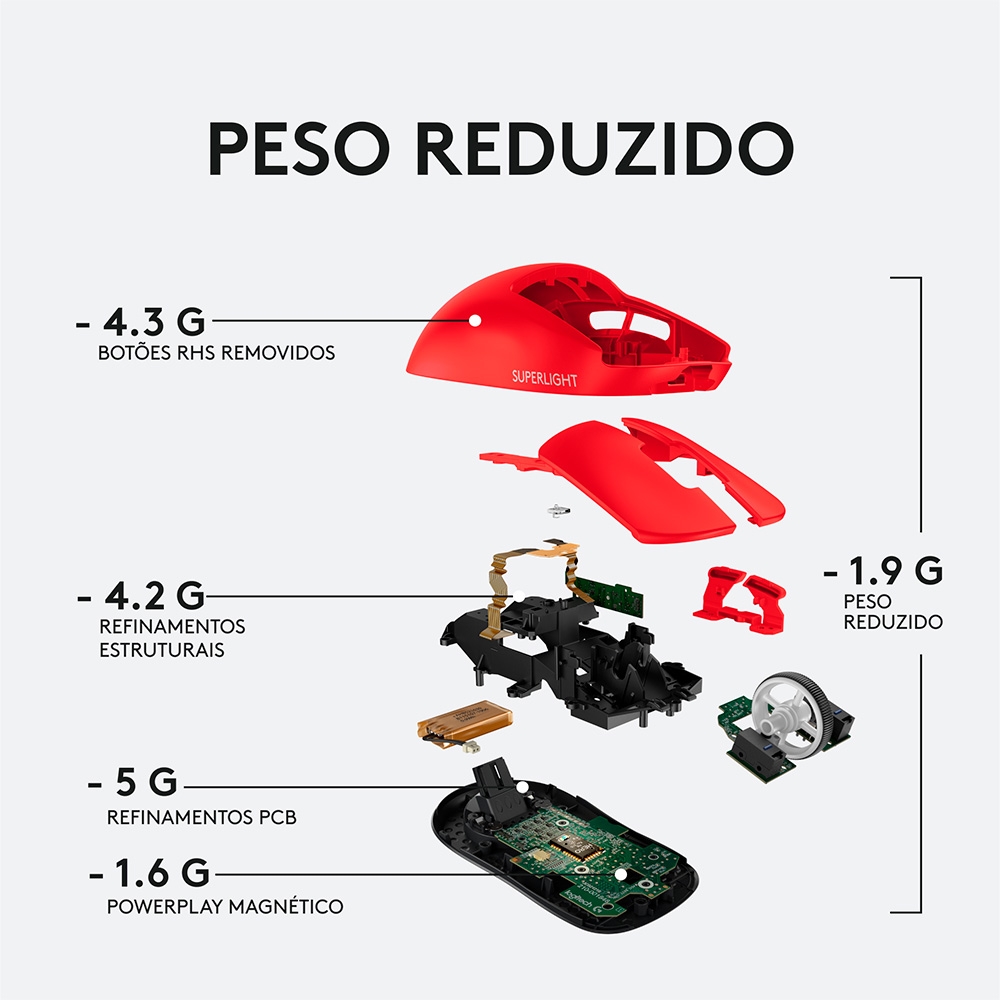 PESO REDUZIDO
- 4.3 G
BOTÕES RHS REMOVIDOS
SUPERLIGHT
- 4.2 G
REFINAMENTOS
ESTRUTURAIS
- 1.9 G
PESO
REDUZIDO
- 5 G
REFINAMENTOS PCB
- 1.6 G
POWERPLAY MAGNÉTICO
logitech G